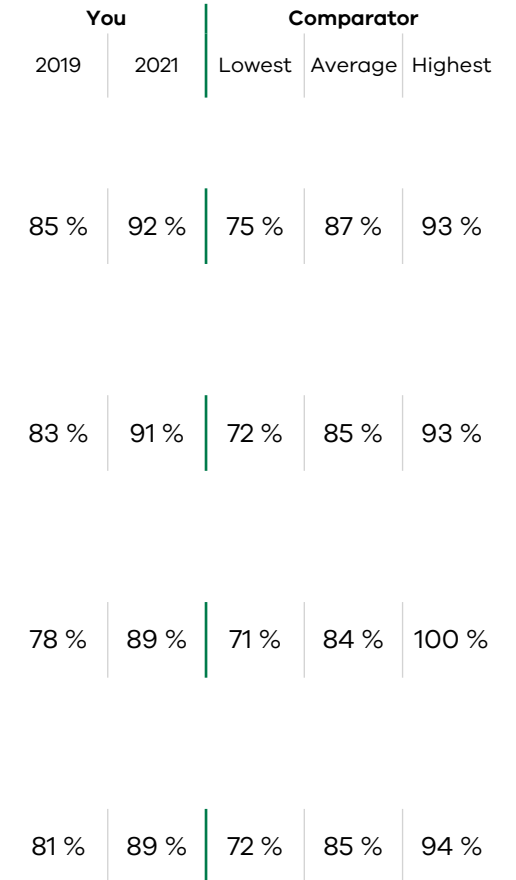 You Comparator
2019 2021 Lowest Average Highest
85 % 92 % 75 % 87 % 93 %
83 % 91 % 72 % 85 % 93 %
78 % 89 % 71 % 84 % 100 %
81 % 89 % 72 % 85 % 94 %